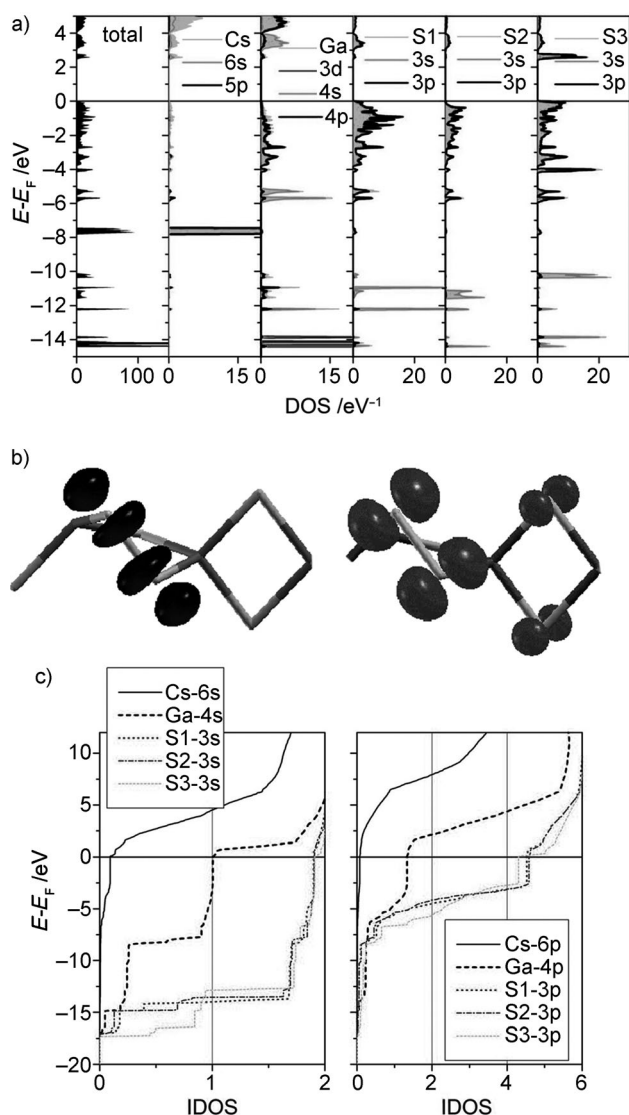 a)
total
Cs
6s
5p
Ga
3d
4s
4p
S1
3s
3p
S2
3s
3p
S3
3s
3p
4
2
0
−2
−4
−6
−8
−10
−12
−14
E-EF /eV
0 100 0 15 0 15 0 20 0 20 0 20
DOS /eV−1
b)
c)
Cs-6s
Ga-4s
S1-3s
S2-3s
S3-3s
10
5
0
−5
−10
−15
−20
E-EF /eV
Cs-6p
Ga-4p
S1-3p
S2-3p
S3-3p
0 1 2 0 2 4 6
IDOS IDOS